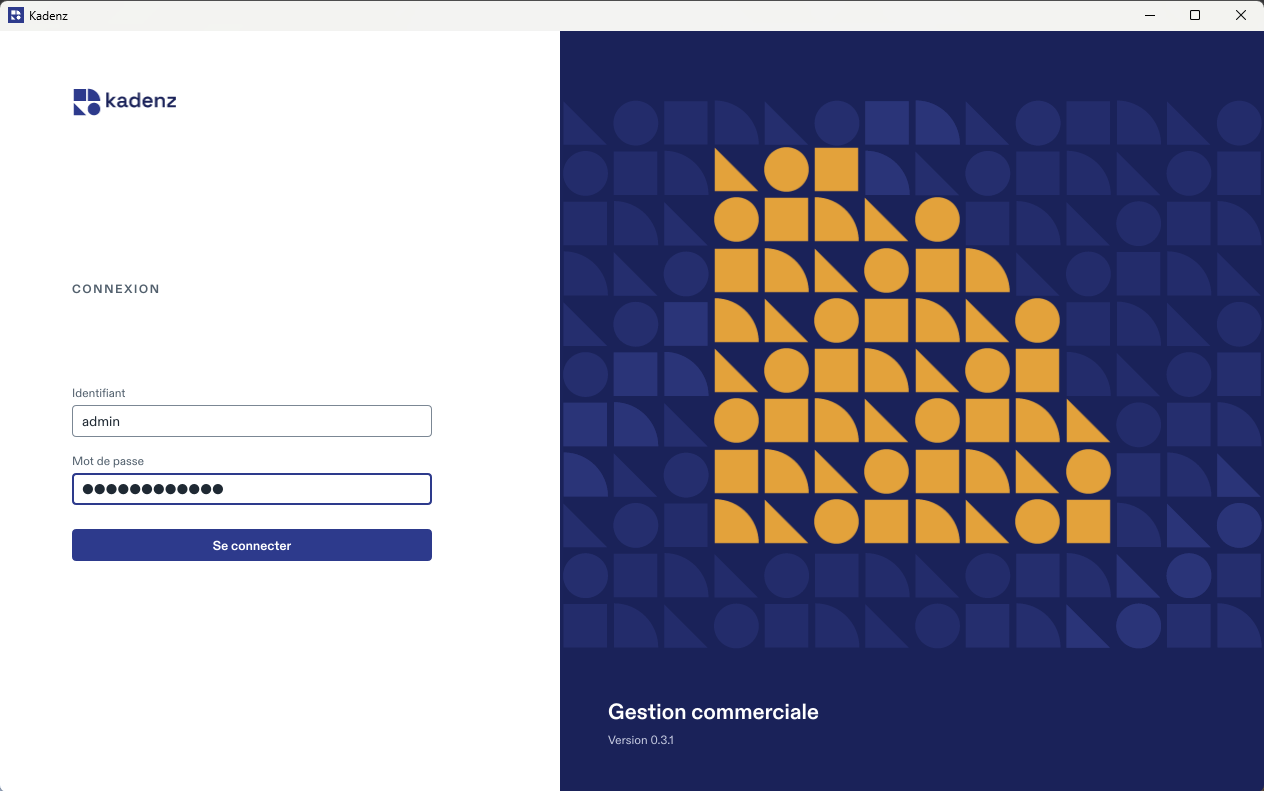 Kadenz
kadenz
CONNEXION
Identifiant
admin
Mot de passe
●●●●●●●●●●●●
Se connecter
Gestion commerciale
Version 0.3.1